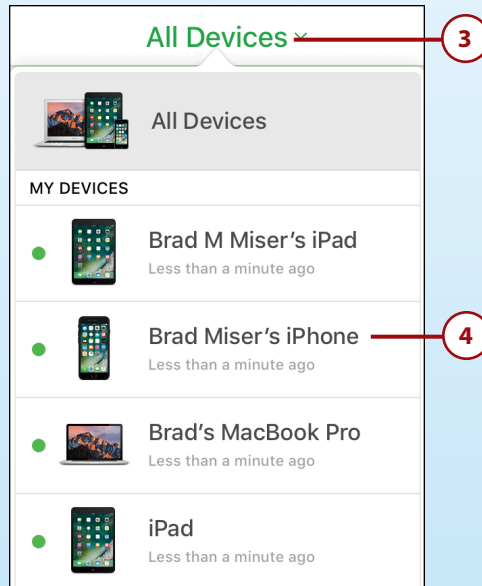 All Devices
3
All Devices
MY DEVICES
Brad M Miser's iPad
Less than a minute ago
Brad Miser's iPhone
4
Less than a minute ago
Brad's MacBook Pro
Less than a minute ago
iPad
Less than a minute ago